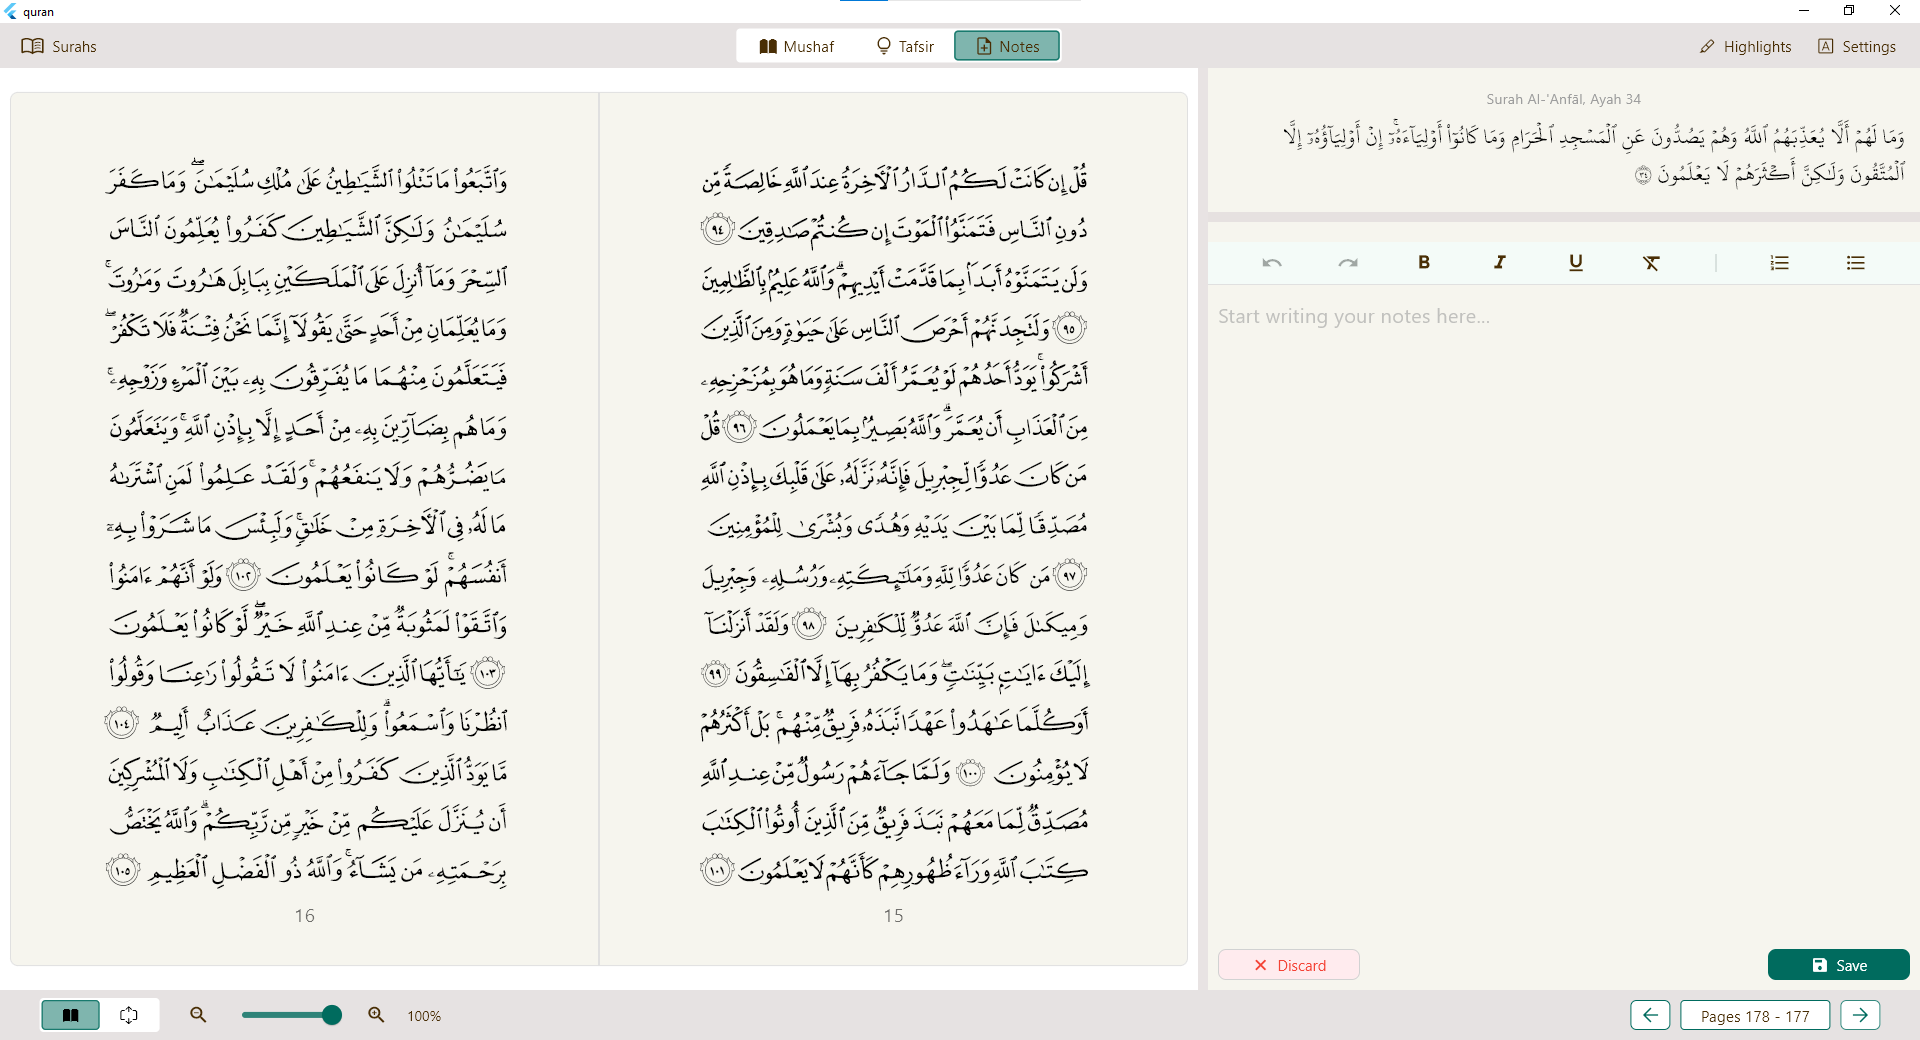 quran
Surahs
Mushaf
Tafsir
Notes
Highlights
Settings
قُلْ إِن كَانَتْ لَكُمُ ٱلدَّارُ ٱلْأَخِرَةُ عِندَ ٱللَّهِ خَالِصَةً مِّن
دُونِ ٱلنَّاسِ فَتَمَنَّوُا۟ ٱلْمَوْتَ إِن كُنتُمْ صَٰدِقِينَ ٩٤
وَلَن يَتَمَنَّوْهُ أَبَدًۢا بِمَا قَدَّمَتْ أَيْدِيهِمْ ۗ وَٱللَّهُ عَلِيمٌۢ بِٱلظَّٰلِمِينَ
٩٥ وَلَتَجِدَنَّهُمْ أَحْرَصَ ٱلنَّاسِ عَلَىٰ حَيَوٰةٍ وَمِنَ ٱلَّذِينَ
أَشْرَكُوا۟ ۚ يَوَدُّ أَحَدُهُمْ لَوْ يُعَمَّرُ أَلْفَ سَنَةٍ وَمَا هُوَ بِمُزَحْزِحِهِۦ
مِنَ ٱلْعَذَابِ أَن يُعَمَّرَ ۗ وَٱللَّهُ بَصِيرٌۢ بِمَا يَعْمَلُونَ ٩٦ قُلْ
مَن كَانَ عَدُوًّا لِّجِبْرِيلَ فَإِنَّهُۥ نَزَّلَهُۥ عَلَىٰ قَلْبِكَ بِإِذْنِ ٱللَّهِ
مُصَدِّقًا لِّمَا بَيْنَ يَدَيْهِ وَهُدًى وَبُشْرَىٰ لِلْمُؤْمِنِينَ
٩٧ مَن كَانَ عَدُوًّا لِّلَّهِ وَمَلَٰٓئِكَتِهِۦ وَرُسُلِهِۦ وَجِبْرِيلَ
وَمِيكَىٰلَ فَإِنَّ ٱللَّهَ عَدُوٌّ لِّلْكَٰفِرِينَ ٩٨ وَلَقَدْ أَنزَلْنَآ
إِلَيْكَ ءَايَٰتٍۭ بَيِّنَٰتٍ ۖ وَمَا يَكْفُرُ بِهَآ إِلَّا ٱلْفَٰسِقُونَ ٩٩
أَوَكُلَّمَا عَٰهَدُوا۟ عَهْدًا نَّبَذَهُۥ فَرِيقٌ مِّنْهُم ۚ بَلْ أَكْثَرُهُمْ
لَا يُؤْمِنُونَ ١٠٠ وَلَمَّا جَآءَهُمْ رَسُولٌ مِّنْ عِندِ ٱللَّهِ
مُصَدِّقٌ لِّمَا مَعَهُمْ نَبَذَ فَرِيقٌ مِّنَ ٱلَّذِينَ أُوتُوا۟ ٱلْكِتَٰبَ
كِتَٰبَ ٱللَّهِ وَرَآءَ ظُهُورِهِمْ كَأَنَّهُمْ لَا يَعْلَمُونَ ١٠١
15
وَٱتَّبَعُوا۟ مَا تَتْلُوا۟ ٱلشَّيَٰطِينُ عَلَىٰ مُلْكِ سُلَيْمَٰنَ ۖ وَمَا كَفَرَ
سُلَيْمَٰنُ وَلَٰكِنَّ ٱلشَّيَٰطِينَ كَفَرُوا۟ يُعَلِّمُونَ ٱلنَّاسَ
ٱلسِّحْرَ وَمَآ أُنزِلَ عَلَى ٱلْمَلَكَيْنِ بِبَابِلَ هَٰرُوتَ وَمَٰرُوتَ ۚ
وَمَا يُعَلِّمَانِ مِنْ أَحَدٍ حَتَّىٰ يَقُولَآ إِنَّمَا نَحْنُ فِتْنَةٌ فَلَا تَكْفُرْ ۖ
فَيَتَعَلَّمُونَ مِنْهُمَا مَا يُفَرِّقُونَ بِهِۦ بَيْنَ ٱلْمَرْءِ وَزَوْجِهِۦ ۚ
وَمَا هُم بِضَآرِّينَ بِهِۦ مِنْ أَحَدٍ إِلَّا بِإِذْنِ ٱللَّهِ ۚ وَيَتَعَلَّمُونَ
مَا يَضُرُّهُمْ وَلَا يَنفَعُهُمْ ۚ وَلَقَدْ عَلِمُوا۟ لَمَنِ ٱشْتَرَىٰهُ
مَا لَهُۥ فِى ٱلْأَخِرَةِ مِنْ خَلَٰقٍ ۚ وَلَبِئْسَ مَا شَرَوْا۟ بِهِۦٓ
أَنفُسَهُمْ ۚ لَوْ كَانُوا۟ يَعْلَمُونَ ١٠٢ وَلَوْ أَنَّهُمْ ءَامَنُوا۟
وَٱتَّقَوْا۟ لَمَثُوبَةٌ مِّنْ عِندِ ٱللَّهِ خَيْرٌ ۖ لَّوْ كَانُوا۟ يَعْلَمُونَ
١٠٣ يَٰٓأَيُّهَا ٱلَّذِينَ ءَامَنُوا۟ لَا تَقُولُوا۟ رَٰعِنَا وَقُولُوا۟
ٱنظُرْنَا وَٱسْمَعُوا۟ ۗ وَلِلْكَٰفِرِينَ عَذَابٌ أَلِيمٌ ١٠٤
مَّا يَوَدُّ ٱلَّذِينَ كَفَرُوا۟ مِنْ أَهْلِ ٱلْكِتَٰبِ وَلَا ٱلْمُشْرِكِينَ
أَن يُنَزَّلَ عَلَيْكُم مِّنْ خَيْرٍ مِّن رَّبِّكُمْ ۗ وَٱللَّهُ يَخْتَصُّ
بِرَحْمَتِهِۦ مَن يَشَآءُ ۚ وَٱللَّهُ ذُو ٱلْفَضْلِ ٱلْعَظِيمِ ١٠٥
16
Surah Al-'Anfāl, Ayah 34
وَمَا لَهُمْ أَلَّا يُعَذِّبَهُمُ ٱللَّهُ وَهُمْ يَصُدُّونَ عَنِ ٱلْمَسْجِدِ ٱلْحَرَامِ وَمَا كَانُوٓا۟ أَوْلِيَآءَهُۥٓ ۚ إِنْ أَوْلِيَآؤُهُۥٓ إِلَّا
ٱلْمُتَّقُونَ وَلَٰكِنَّ أَكْثَرَهُمْ لَا يَعْلَمُونَ ٣٤
B I U
Start writing your notes here...
Discard
Save
100%
Pages 178 - 177